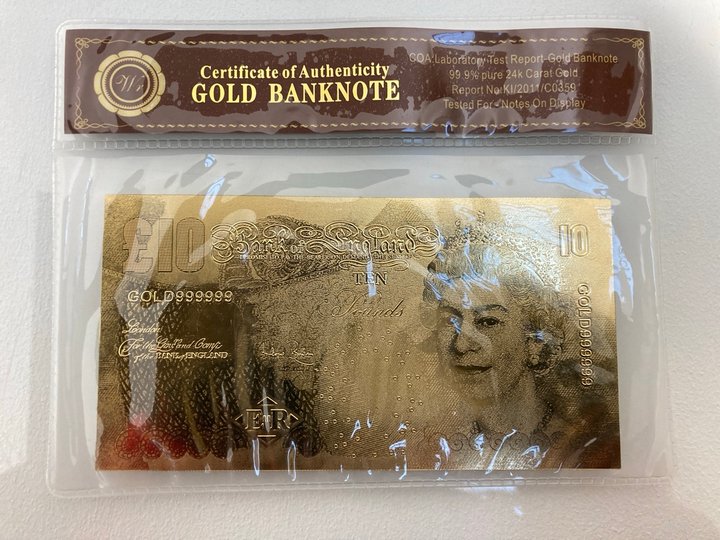 Certificate of Authenticity
GOLD BANKNOTE
COA:Laboratory Test Report-Gold Banknote
99.9% pure 24k Carat Gold
Report No:KI/2011/C0359
Tested For - Notes On Display
£10
Bank of England
10
TEN
Pounds
GOLD999999
London
For the Govr and Compa
of the BANK of ENGLAND
GOLD999999
E R